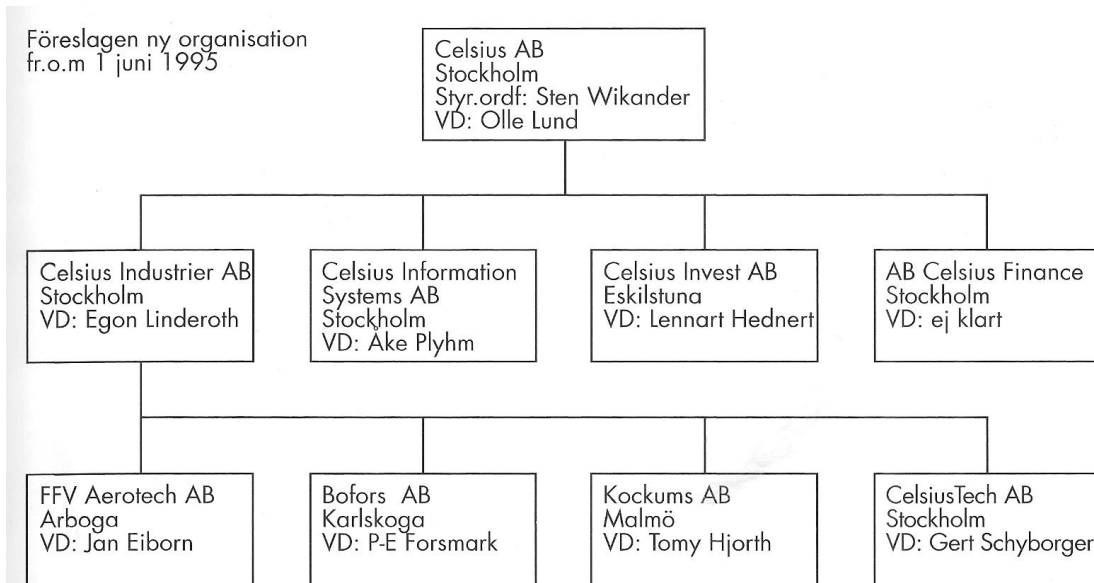 Föreslagen ny organisation
fr.o.m 1 juni 1995
Celsius AB
Stockholm
Styr.ordf: Sten Wikander
VD: Olle Lund
Celsius Industrier AB
Stockholm
VD: Egon Linderoth
Celsius Information
Systems AB
Stockholm
VD: Åke Plyhm
Celsius Invest AB
Eskilstuna
VD: Lennart Hednert
AB Celsius Finance
Stockholm
VD: ej klart
FFV Aerotech AB
Arboga
VD: Jan Eiborn
Bofors AB
Karlskoga
VD: P-E Forsmark
Kockums AB
Malmö
VD: Tomy Hjorth
CelsiusTech AB
Stockholm
VD: Gert Schyborger